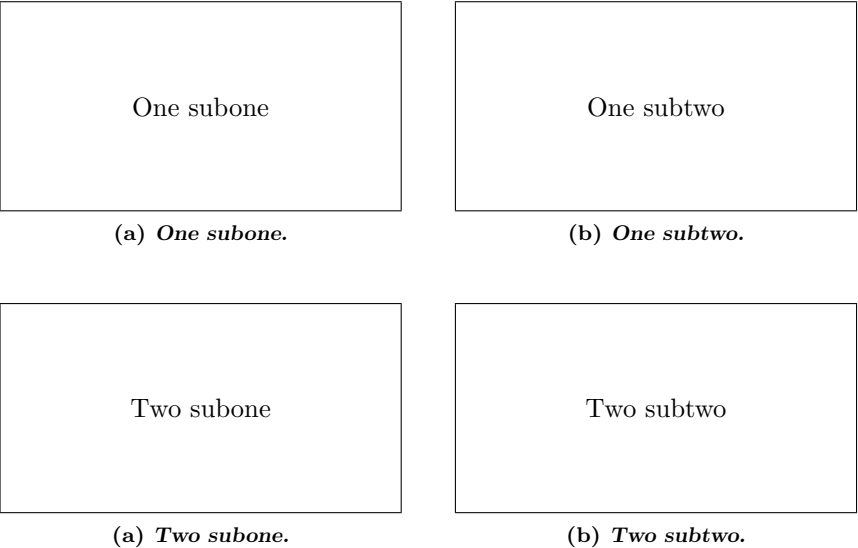 One subone
One subtwo
(a) One subone.
(b) One subtwo.
Two subone
Two subtwo
(a) Two subone.
(b) Two subtwo.